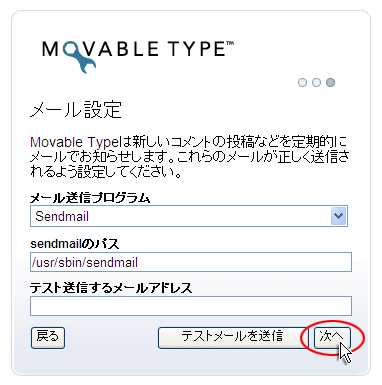 MOVABLE TYPE™
メール設定
Movable Typeは新しいコメントの投稿などを定期的に
メールでお知らせします。これらのメールが正しく送信さ
れるよう設定してください。
メール送信プログラム
Sendmail
sendmailのパス
/usr/sbin/sendmail
テスト送信するメールアドレス
戻る テストメールを送信 次へ